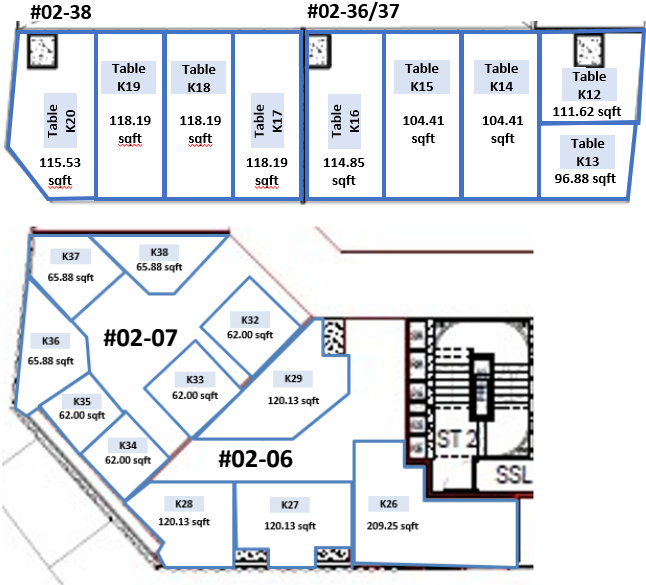 #02-38
#02-36/37
Table
K20
115.53
sqft
Table
K19
118.19
sqft
Table
K18
118.19
sqft
Table
K17
118.19
sqft
Table
K16
114.85
sqft
Table
K15
104.41
sqft
Table
K14
104.41
sqft
Table
K12
111.62 sqft
Table
K13
96.88 sqft
K37
65.88 sqft
K38
65.88 sqft
K36
65.88 sqft
#02-07
K32
62.00 sqft
K33
62.00 sqft
K35
62.00 sqft
K34
62.00 sqft
K29
120.13 sqft
#02-06
K28
120.13 sqft
K27
120.13 sqft
K26
209.25 sqft
ST 2
SSL